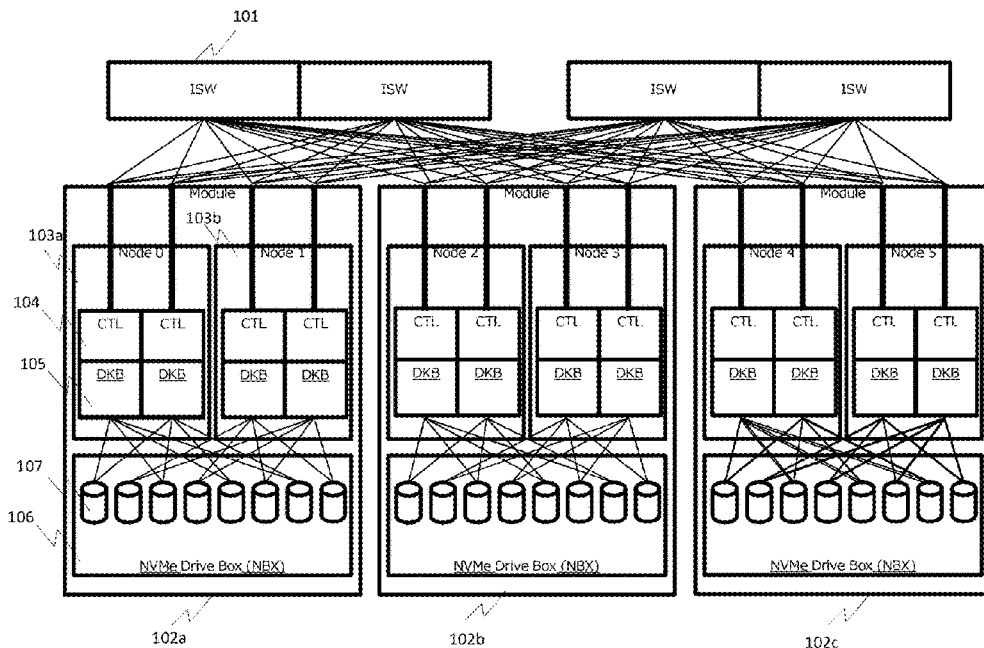 101
ISW ISW ISW ISW
Module Module Module
103a 103b
Node 0 Node 1 Node 2 Node 3 Node 4 Node 5
104
CTL CTL CTL CTL CTL CTL CTL CTL CTL CTL CTL CTL
105
DKB DKB DKB DKB DKB DKB DKB DKB DKB DKB DKB DKB
107
106
NVMe Drive Box (NBX) NVMe Drive Box (NBX) NVMe Drive Box (NBX)
102a 102b 102c